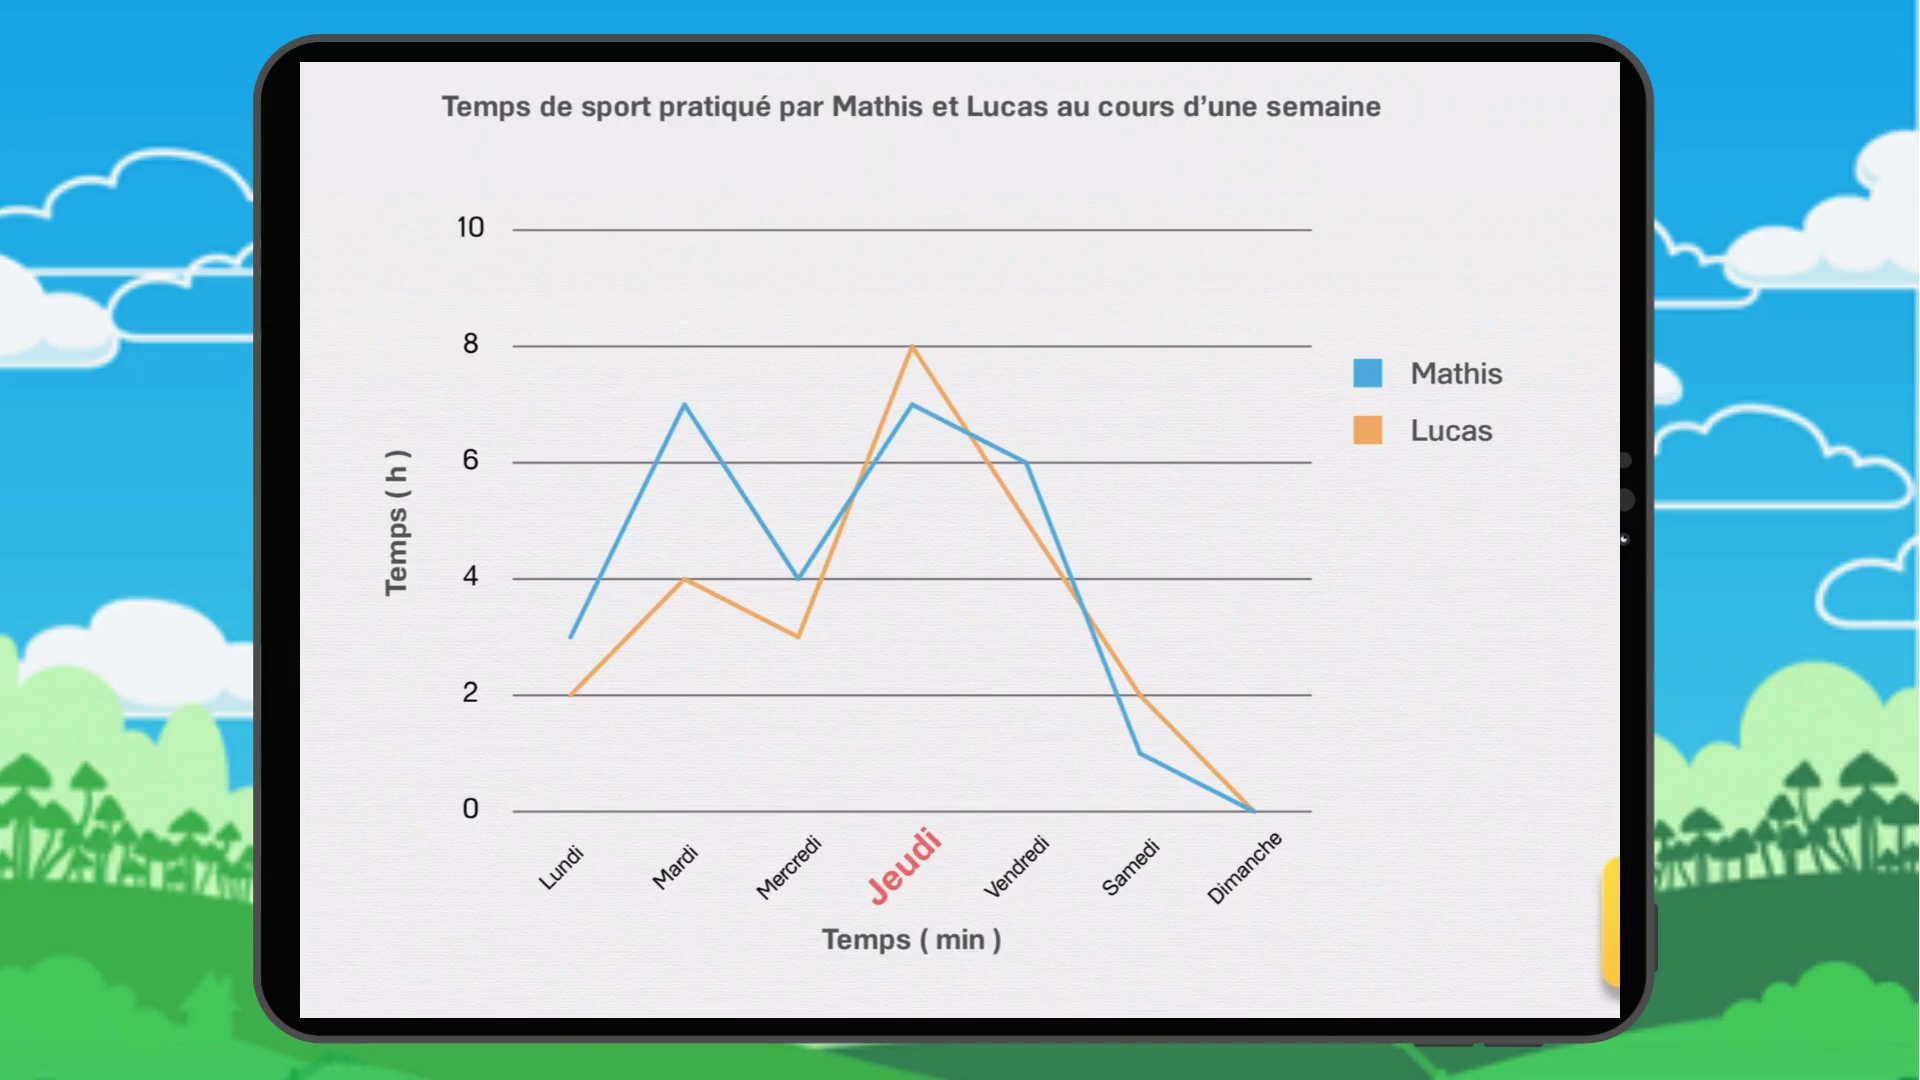 Temps de sport pratiqué par Mathis et Lucas au cours d’une semaine
10
8
6
4
2
0
Temps ( h )
Mathis
Lucas
Lundi
Mardi
Mercredi
Jeudi
Vendredi
Samedi
Dimanche
Temps ( min )